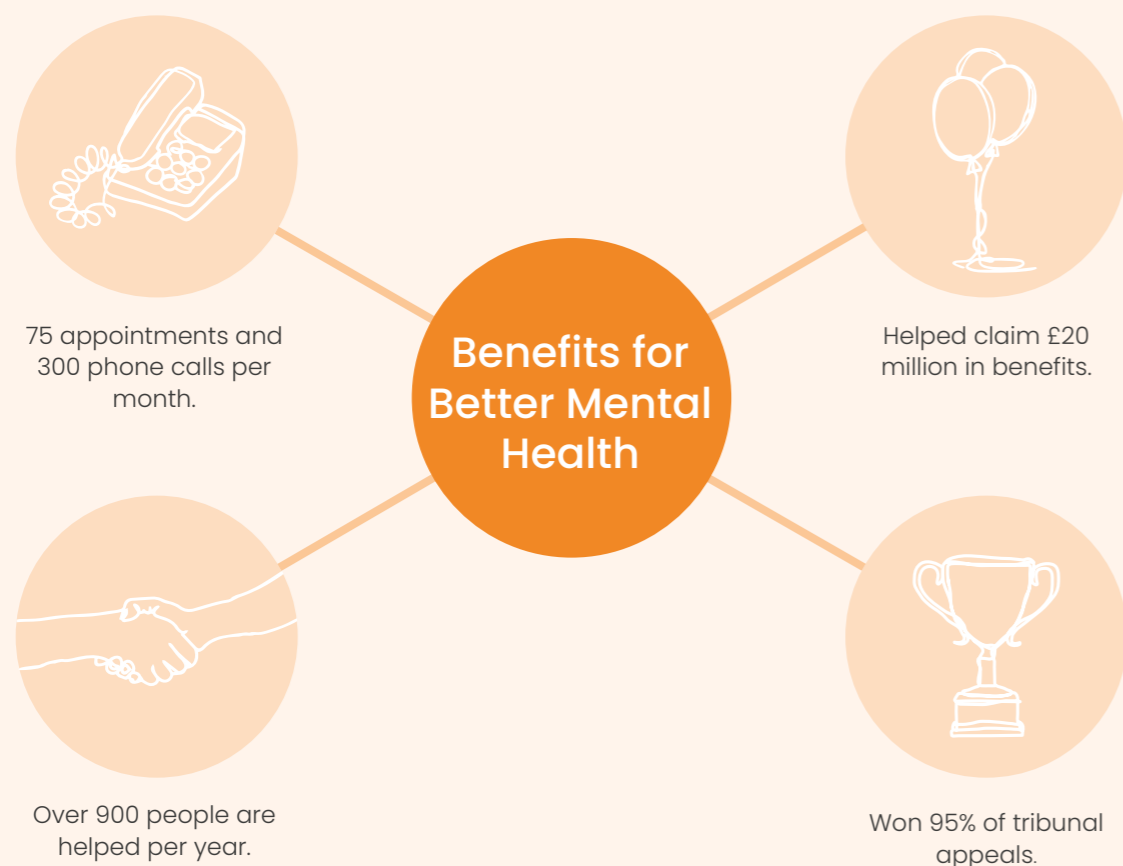 75 appointments and
300 phone calls per
month.
Helped claim £20
million in benefits.
Benefits for
Better Mental
Health
Over 900 people are
helped per year.
Won 95% of tribunal
appeals.